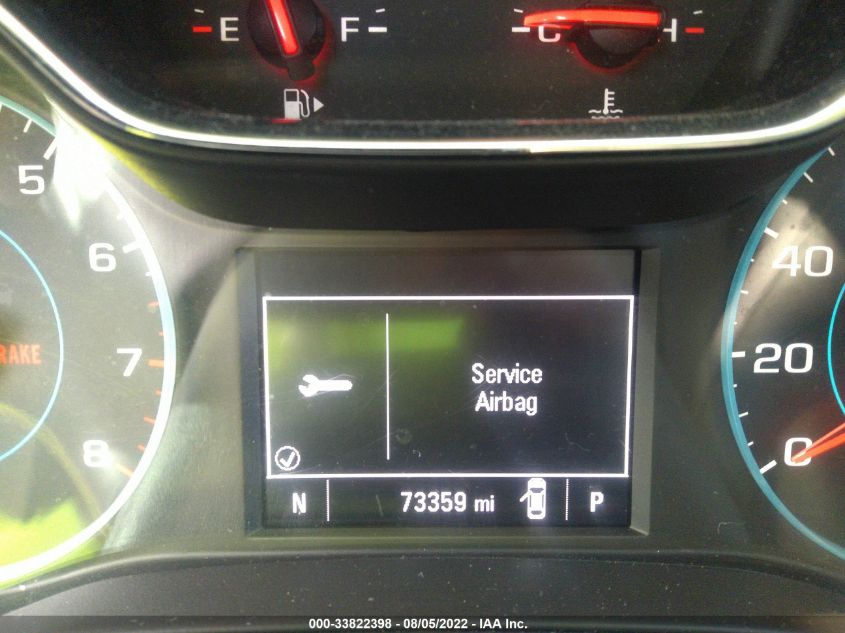 E F C H
5
6
7
8
RAKE
40
20
0
Service
Airbag
N 73359 mi P
000-33822398 - 08/05/2022 - IAA Inc.